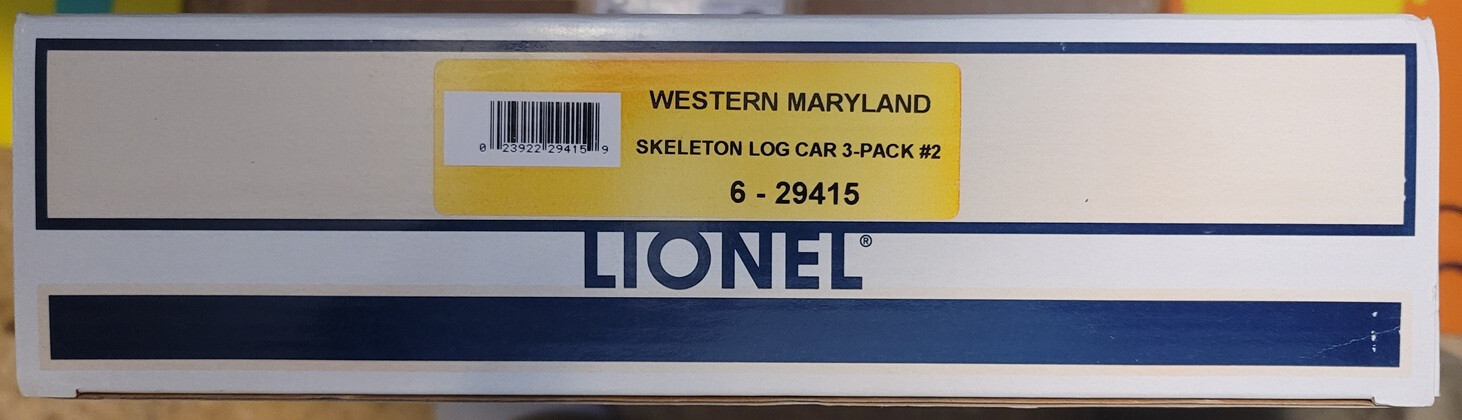 WESTERN MARYLAND
SKELETON LOG CAR 3-PACK #2
6 - 29415
0 23922 29415 9
LIONEL®